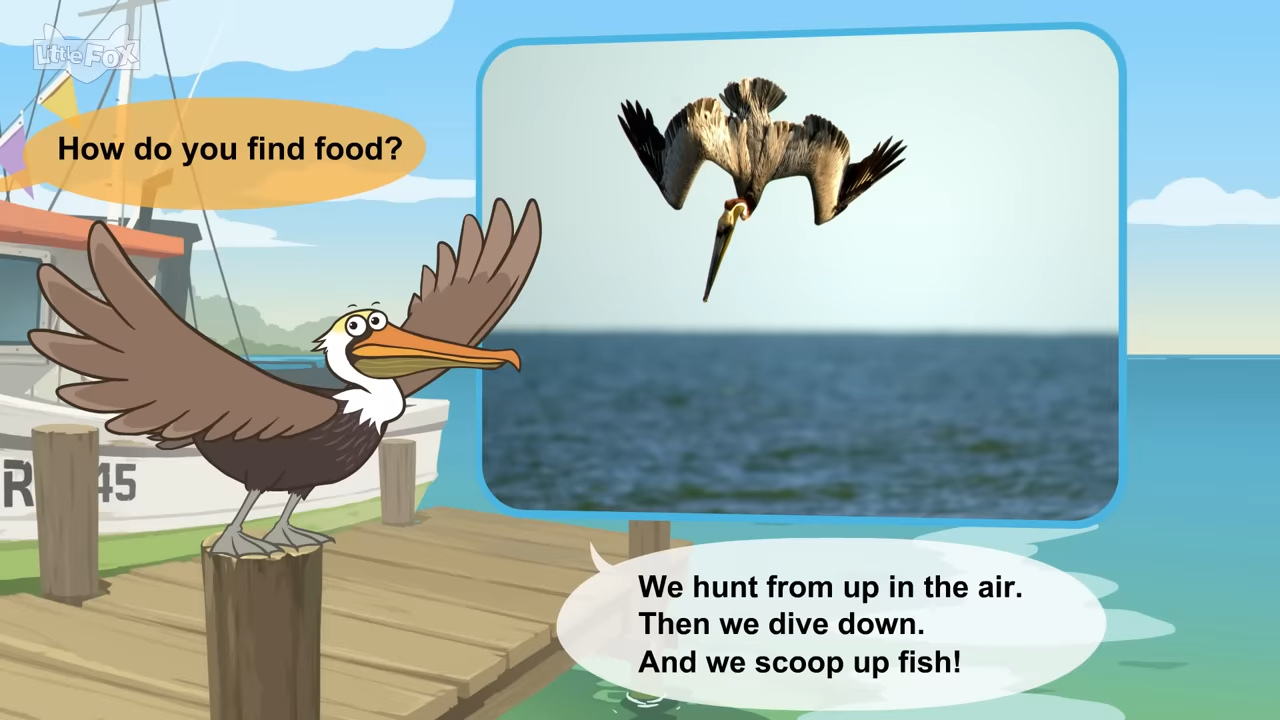 Little Fox
How do you find food?
R 45
We hunt from up in the air.
Then we dive down.
And we scoop up fish!